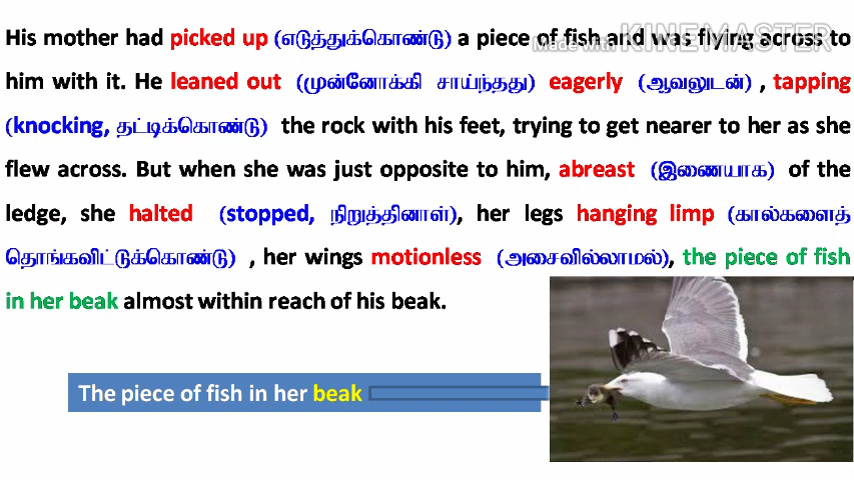 His mother had picked up (எடுத்துக்கொண்டு) a piece of fish and was flying across to
Made with KINEMASTER
him with it. He leaned out (முன்னோக்கி சாய்ந்தது) eagerly (ஆவலுடன்) , tapping
(knocking, தட்டிக்கொண்டு) the rock with his feet, trying to get nearer to her as she
flew across. But when she was just opposite to him, abreast (இணையாக) of the
ledge, she halted (stopped, நிறுத்தினாள்), her legs hanging limp (கால்களைத்
தொங்கவிட்டுக்கொண்டு) , her wings motionless (அசைவில்லாமல்), the piece of fish
in her beak almost within reach of his beak.
The piece of fish in her beak